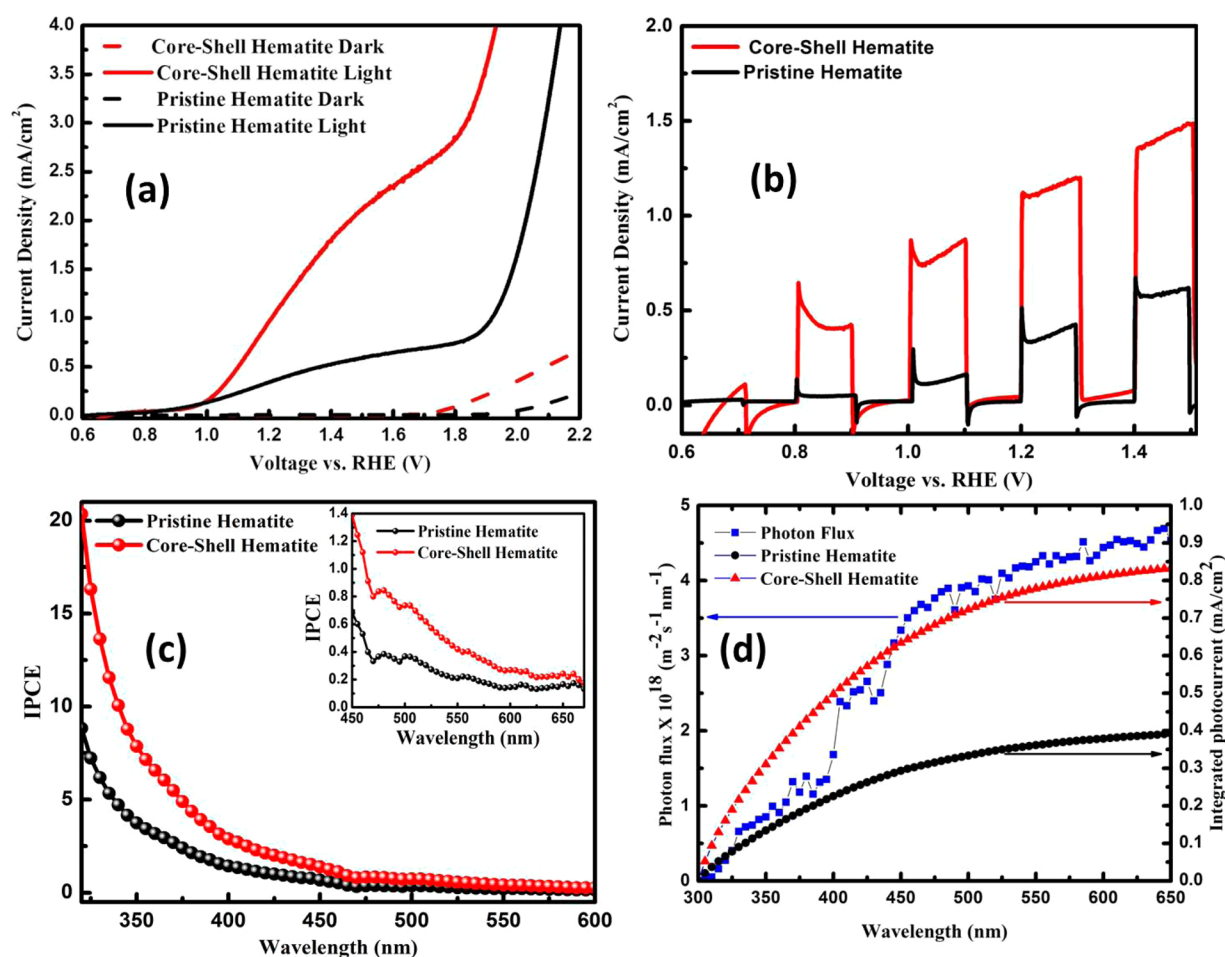 (a)
4.0
3.5
3.0
2.5
2.0
1.5
1.0
0.5
0.0
Current Density (mA/cm²)
Core-Shell Hematite Dark
Core-Shell Hematite Light
Pristine Hematite Dark
Pristine Hematite Light
0.6 0.8 1.0 1.2 1.4 1.6 1.8 2.0 2.2
Voltage vs. RHE (V)
(b)
2.0
1.5
1.0
0.5
0.0
Current Density (mA/cm²)
Core-Shell Hematite
Pristine Hematite
0.6 0.8 1.0 1.2 1.4
Voltage vs. RHE (V)
(c)
20
15
10
5
0
IPCE
Pristine Hematite
Core-Shell Hematite
1.4
1.2
1.0
0.8
0.6
0.4
0.2
0.0
IPCE
Pristine Hematite
Core-Shell Hematite
450 500 550 600 650
Wavelength (nm)
350 400 450 500 550 600
Wavelength (nm)
(d)
5
4
3
2
1
0
Photon flux X 10¹⁸ (m⁻²s⁻¹ nm⁻¹)
Photon Flux
Pristine Hematite
Core-Shell Hematite
1.0
0.9
0.8
0.7
0.6
0.5
0.4
0.3
0.2
0.1
0.0
Integrated photocurrent (mA/cm²)
300 350 400 450 500 550 600 650
Wavelength (nm)